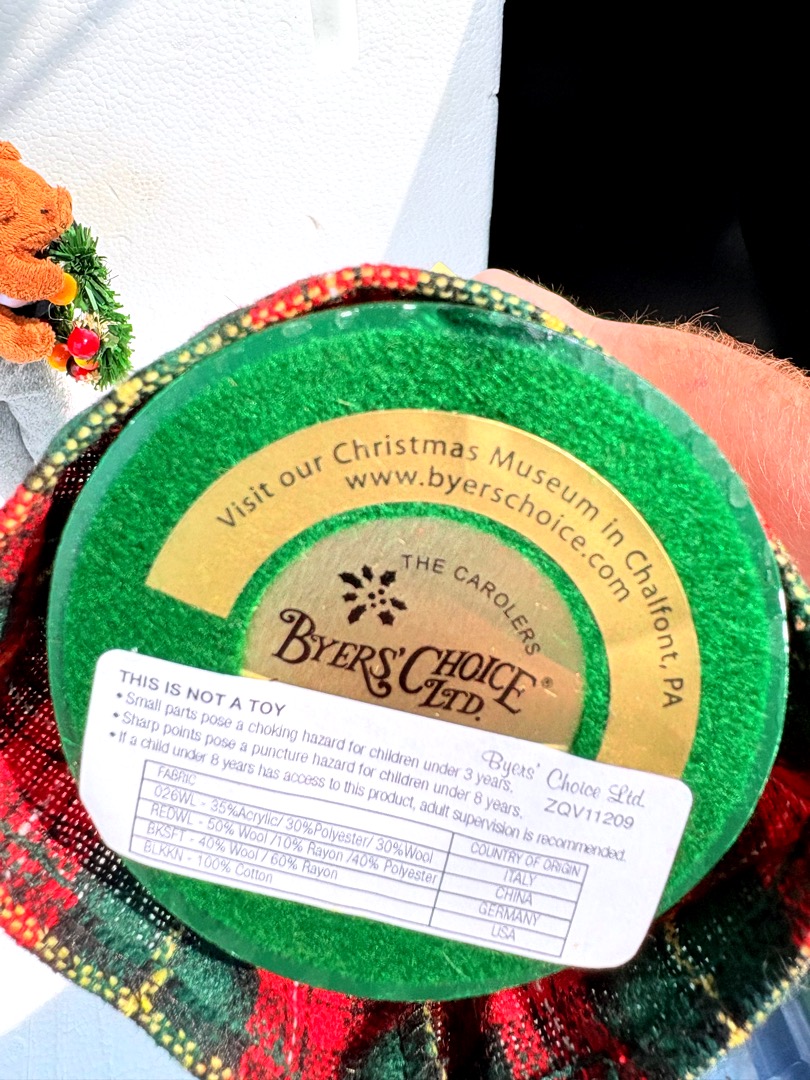 Visit our Christmas Museum in Chalfont, PA
www.byerschoice.com
THE CAROLERS
BYERS' CHOICE®
LTD.
THIS IS NOT A TOY
• Small parts pose a choking hazard for children under 3 years.
• Sharp points pose a puncture hazard for children under 8 years.
• If a child under 8 years has access to this product, adult supervision is recommended.
Byers' Choice Ltd.
ZQV11209
FABRIC COUNTRY OF ORIGIN
026WL - 35%Acrylic/ 30%Polyester/ 30%Wool ITALY
REDWL - 50% Wool /10% Rayon /40% Polyester CHINA
BKSFT - 40% Wool / 60% Rayon GERMANY
BLKKN - 100% Cotton USA